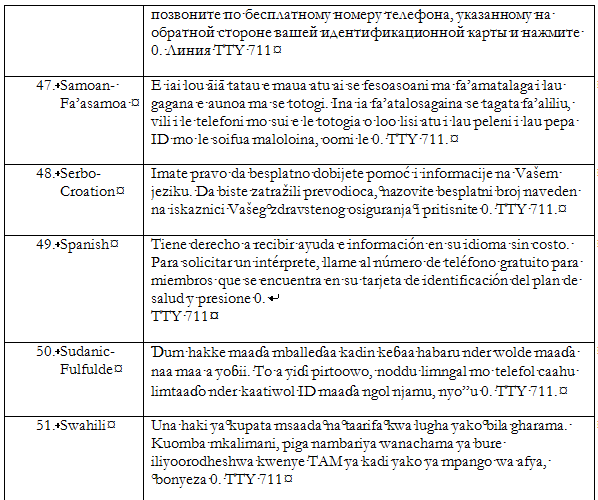 позвоните по бесплатному номеру телефона, указанному на
обратной стороне вашей идентификационной карты и нажмите
0. Линия TTY 711
47. Samoan-
Fa’asamoa
E iai lou āiā tatau e maua atu ai se fesoasoani ma fa’amatalaga i lau
gagana e aunoa ma se totogi. Ina ia fa’atalosagaina se tagata fa’aliliu,
vili i le telefoni mo sui e le totogia o loo lisi atu i lau peleni i lau pepa
ID mo le soifua maloloina, oomi le 0. TTY 711.
48. Serbo-
Croation
Imate pravo da besplatno dobijete pomoć i informacije na Vašem
jeziku. Da biste zatražili prevodioca, nazovite besplatni broj naveden
na iskaznici Vašeg zdravstenog osiguranja i pritisnite 0. TTY 711.
49. Spanish
Tiene derecho a recibir ayuda e información en su idioma sin costo.
Para solicitar un intérprete, llame al número de teléfono gratuito para
miembros que se encuentra en su tarjeta de identificación del plan de
salud y presione 0.
TTY 711
50. Sudanic-
Fulfulde
Ɗum hakke maaɗa mballeɗaa kadin keɓaa habaru nder wolde maaɗa
naa maa a yoɓii. To a yiɗi pirtoowo, noddu limngal mo telefol caahu
limtaaɗo nder kaatiwol ID maaɗa ngol njamu, nyo”u 0. TTY 711.
51. Swahili
Una haki ya kupata msaada na taarifa kwa lugha yako bila gharama.
Kuomba mkalimani, piga nambariya wanachama ya bure
iliyoorodheshwa kwenye TAM ya kadi yako ya mpango wa afya,
bonyeza 0. TTY 711